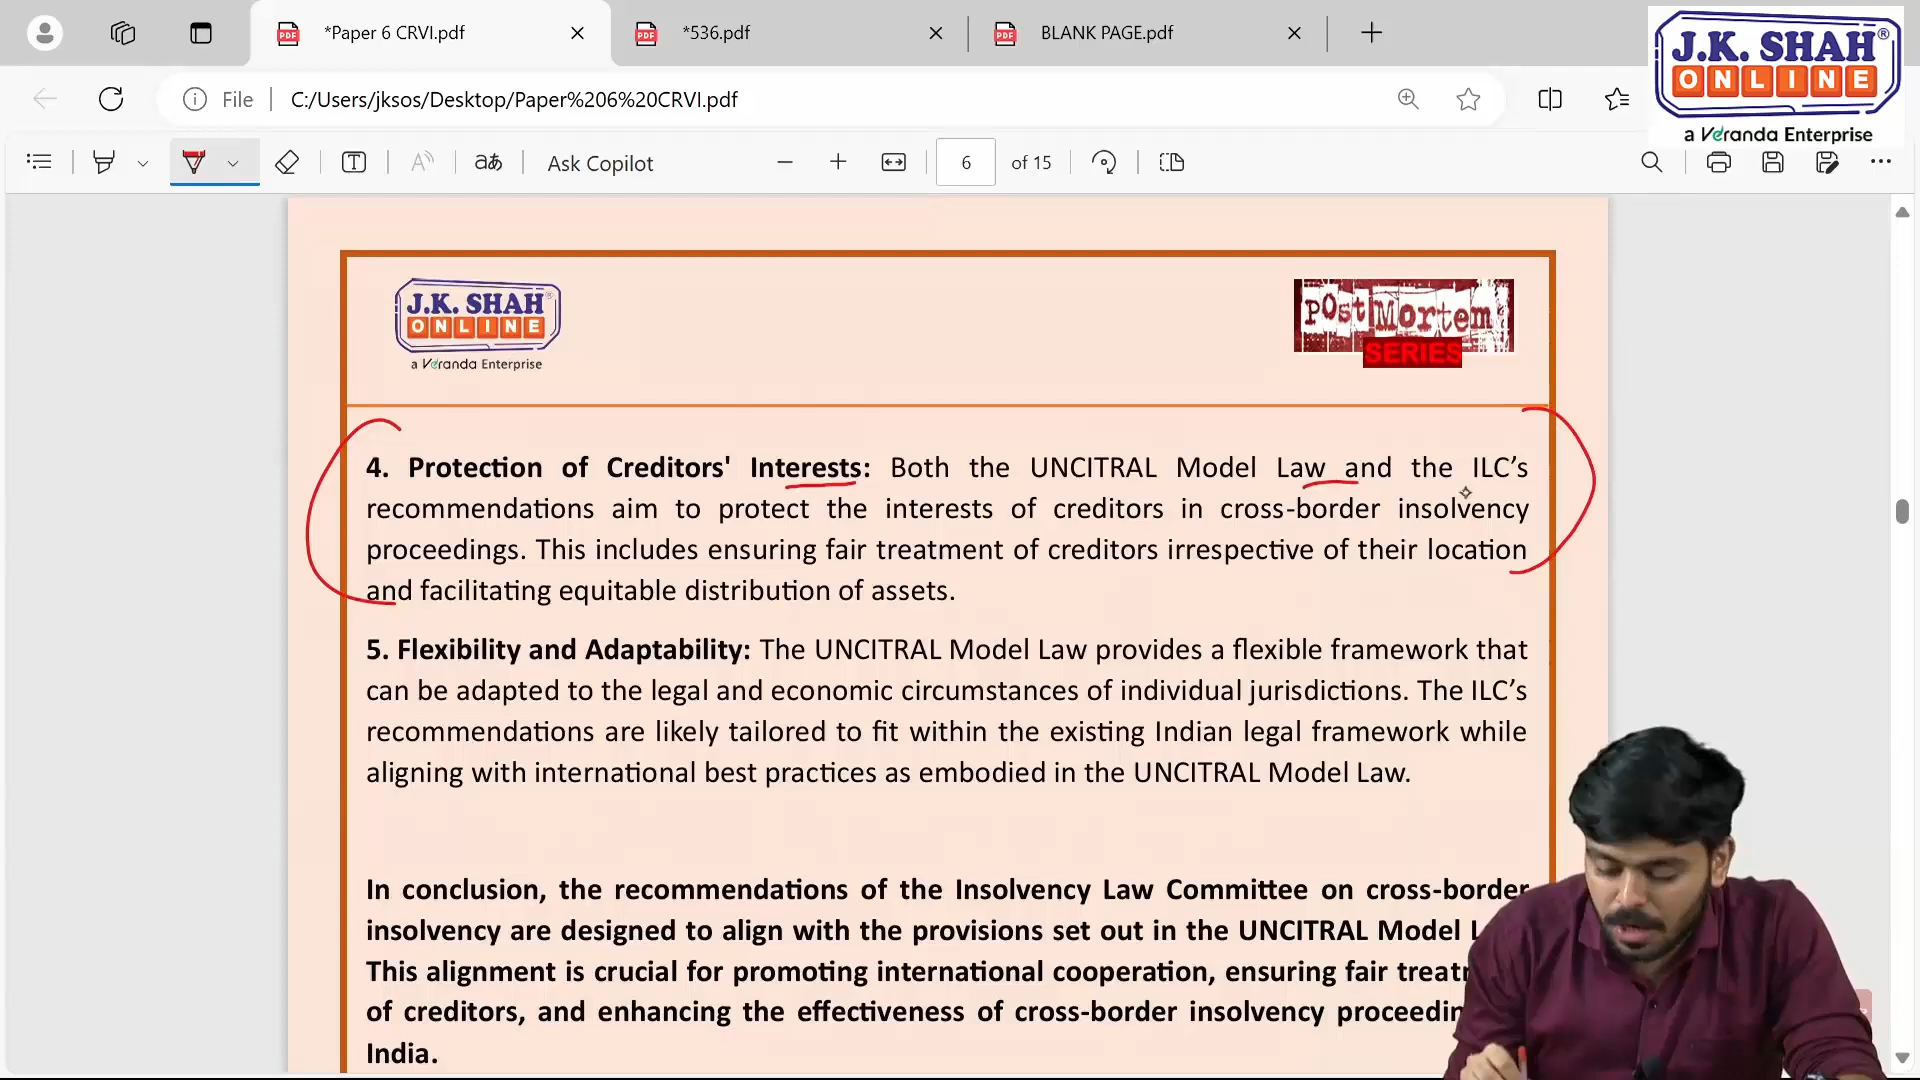 *Paper 6 CRVI.pdf
*536.pdf
BLANK PAGE.pdf
J.K. SHAH®
ONLINE
a Veranda Enterprise
File
C:/Users/jksos/Desktop/Paper%206%20CRVI.pdf
Ask Copilot
6
of 15
J.K. SHAH®
ONLINE
a Veranda Enterprise
POst Mortem
SERIES
4. Protection of Creditors' Interests: Both the UNCITRAL Model Law and the ILC’s
recommendations aim to protect the interests of creditors in cross-border insolvency
proceedings. This includes ensuring fair treatment of creditors irrespective of their location
and facilitating equitable distribution of assets.
5. Flexibility and Adaptability: The UNCITRAL Model Law provides a flexible framework that
can be adapted to the legal and economic circumstances of individual jurisdictions. The ILC’s
recommendations are likely tailored to fit within the existing Indian legal framework while
aligning with international best practices as embodied in the UNCITRAL Model Law.
In conclusion, the recommendations of the Insolvency Law Committee on cross-border
insolvency are designed to align with the provisions set out in the UNCITRAL Model
This alignment is crucial for promoting international cooperation, ensuring fair
of creditors, and enhancing the effectiveness of cross-border insolvency
India.